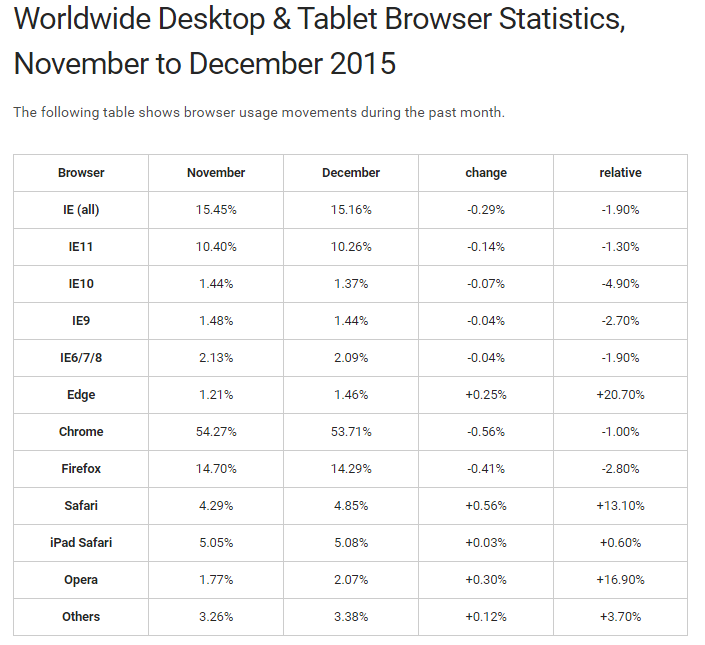 Worldwide Desktop & Tablet Browser Statistics,
November to December 2015
The following table shows browser usage movements during the past month.
Browser November December change relative
IE (all) 15.45% 15.16% -0.29% -1.90%
IE11 10.40% 10.26% -0.14% -1.30%
IE10 1.44% 1.37% -0.07% -4.90%
IE9 1.48% 1.44% -0.04% -2.70%
IE6/7/8 2.13% 2.09% -0.04% -1.90%
Edge 1.21% 1.46% +0.25% +20.70%
Chrome 54.27% 53.71% -0.56% -1.00%
Firefox 14.70% 14.29% -0.41% -2.80%
Safari 4.29% 4.85% +0.56% +13.10%
iPad Safari 5.05% 5.08% +0.03% +0.60%
Opera 1.77% 2.07% +0.30% +16.90%
Others 3.26% 3.38% +0.12% +3.70%